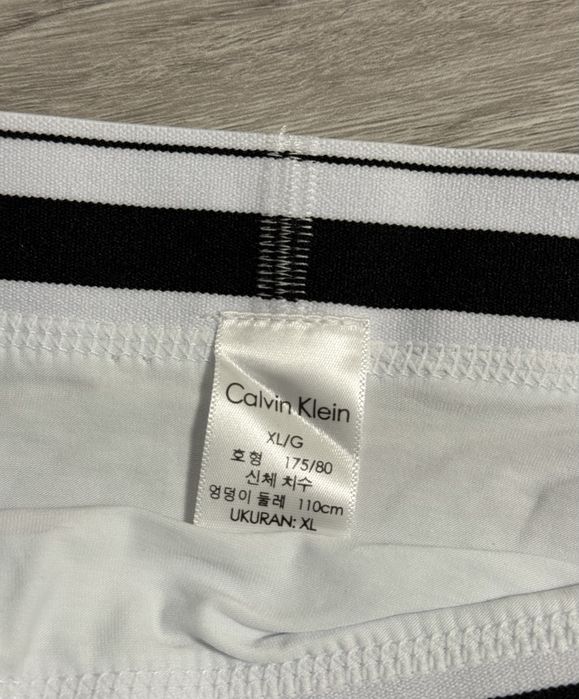 Calvin Klein
XL/G
호형 175/80
신체 치수
엉덩이 둘레 110cm
UKURAN: XL